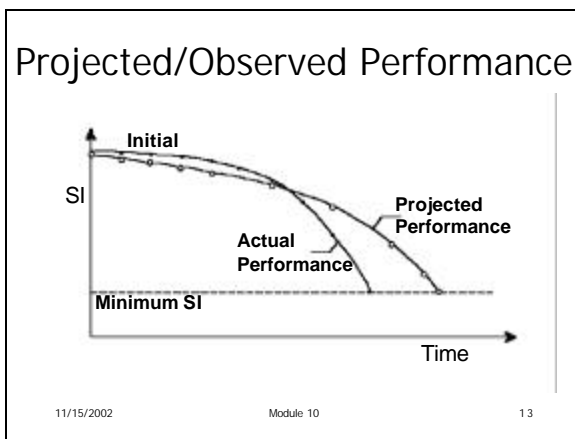 Projected/Observed Performance
Initial
SI
Projected
Performance
Actual
Performance
Minimum SI
Time
11/15/2002 Module 10 13